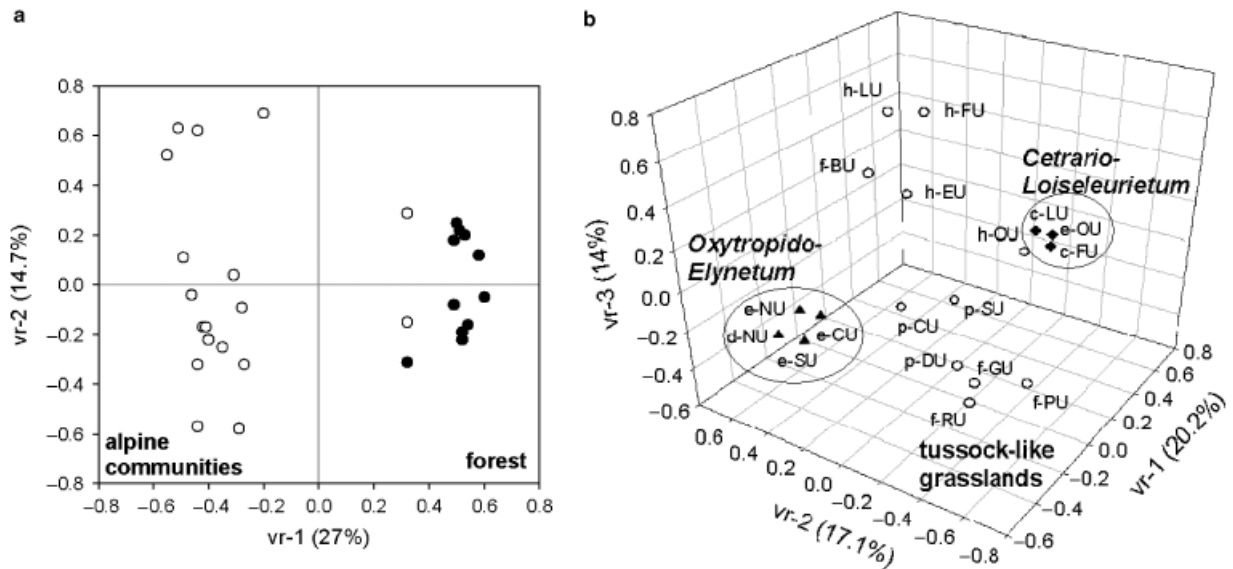 a
vr-2 (14.7%)
0.8
0.6
0.4
0.2
0.0
−0.2
−0.4
−0.6
−0.8
alpine
communities
forest
−0.8 −0.6 −0.4 −0.2 0.0 0.2 0.4 0.6 0.8
vr-1 (27%)
b
vr-3 (14%)
0.8
0.6
0.4
0.2
0.0
−0.2
−0.4
−0.6
h-LU
h-FU
f-BU
h-EU
Cetrario-
Loiseleurietum
c-LU
e-OU
h-OU
c-FU
Oxytropido-
Elynetum
e-NU
d-NU
e-CU
e-SU
p-SU
p-CU
p-DU
f-GU
f-PU
f-RU
tussock-like
grasslands
0.6
0.4
0.2
0.0
−0.2
−0.4
−0.6
−0.8
vr-2 (17.1%)
0.8
0.6
0.4
0.2
0.0
−0.2
−0.4
−0.6
vr-1 (20.2%)